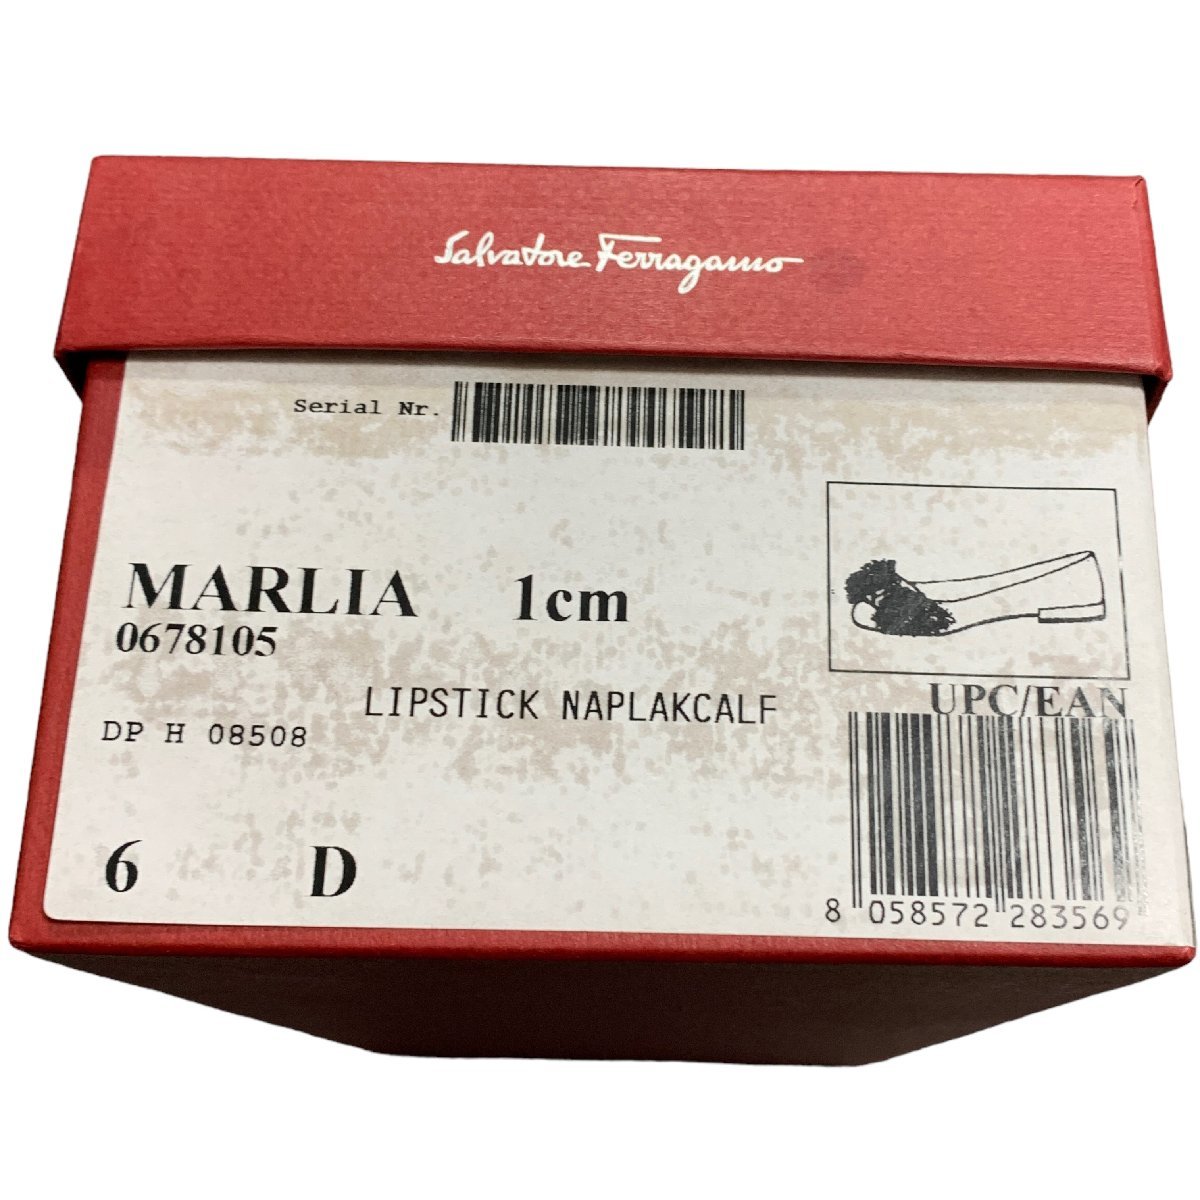 Salvatore Ferragamo
Serial Nr.
MARLIA 1cm
0678105
LIPSTICK NAPLAKCALF
UPC/EAN
DP H 08508
6 D
8 058572 283569